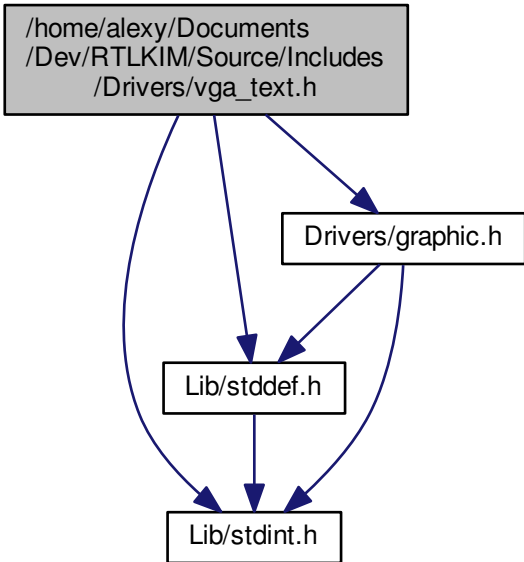 /home/alexy/Documents
/Dev/RTLKIM/Source/Includes
/Drivers/vga_text.h
Drivers/graphic.h
Lib/stddef.h
Lib/stdint.h